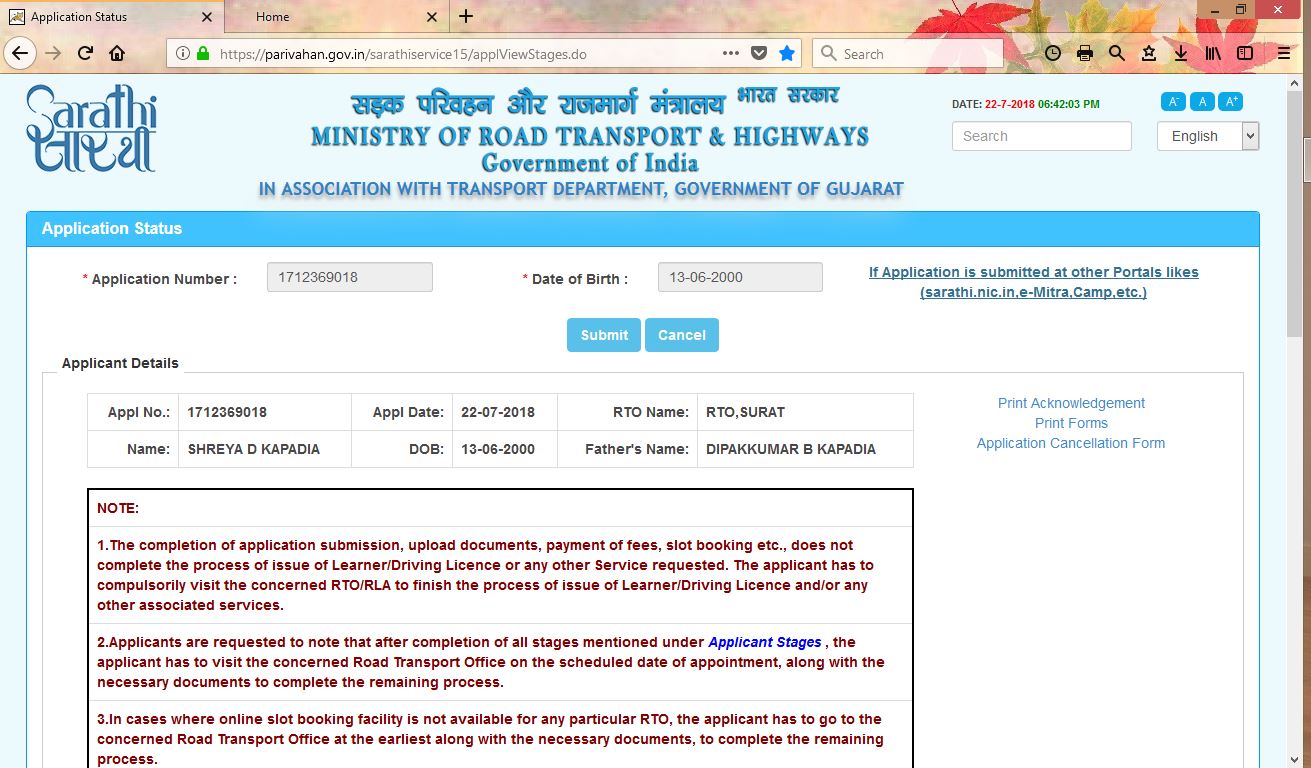 Application Status
Home
https://parivahan.gov.in/sarathiservice15/applViewStages.do
Search
Sarathi
सारथी
सड़क परिवहन और राजमार्ग मंत्रालय भारत सरकार
MINISTRY OF ROAD TRANSPORT & HIGHWAYS
Government of India
IN ASSOCIATION WITH TRANSPORT DEPARTMENT, GOVERNMENT OF GUJARAT
DATE: 22-7-2018 06:42:03 PM
A- A A+
Search
English
Application Status
* Application Number : 1712369018 * Date of Birth : 13-06-2000
If Application is submitted at other Portals likes
(sarathi.nic.in,e-Mitra,Camp,etc.)
Submit Cancel
Applicant Details
Appl No.: 1712369018 Appl Date: 22-07-2018 RTO Name: RTO,SURAT
Name: SHREYA D KAPADIA DOB: 13-06-2000 Father's Name: DIPAKKUMAR B KAPADIA
Print Acknowledgement
Print Forms
Application Cancellation Form
NOTE:
1.The completion of application submission, upload documents, payment of fees, slot booking etc., does not
complete the process of issue of Learner/Driving Licence or any other Service requested. The applicant has to
compulsorily visit the concerned RTO/RLA to finish the process of issue of Learner/Driving Licence and/or any
other associated services.
2.Applicants are requested to note that after completion of all stages mentioned under Applicant Stages , the
applicant has to visit the concerned Road Transport Office on the scheduled date of appointment, along with the
necessary documents to complete the remaining process.
3.In cases where online slot booking facility is not available for any particular RTO, the applicant has to go to the
concerned Road Transport Office at the earliest along with the necessary documents, to complete the remaining
process.